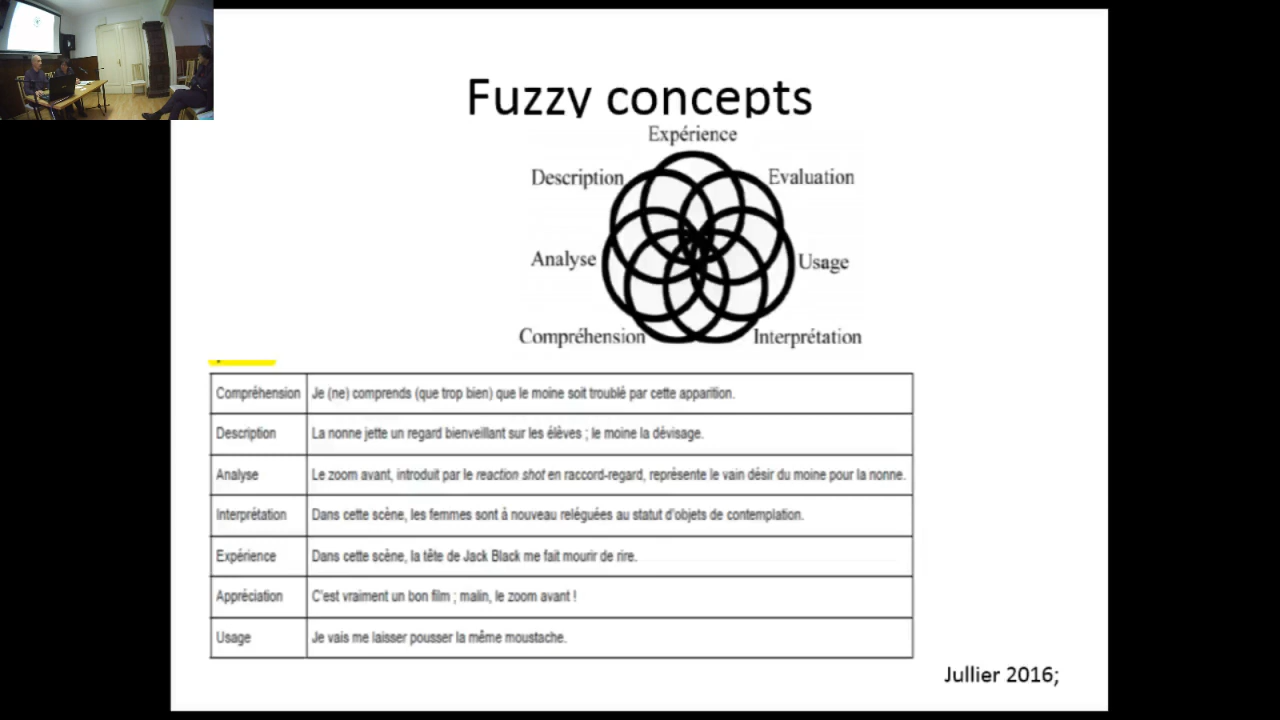 Fuzzy concepts
Expérience
Description
Evaluation
Analyse
Usage
Compréhension
Interprétation
Compréhension Je (ne) comprends (que trop bien) que le moine soit troublé par cette apparition.
Description La nonne jette un regard bienveillant sur les élèves ; le moine la dévisage.
Analyse Le zoom avant, introduit par le reaction shot en raccord-regard, représente le vain désir du moine pour la nonne.
Interprétation Dans cette scène, les femmes sont à nouveau reléguées au statut d'objets de contemplation.
Expérience Dans cette scène, la tête de Jack Black me fait mourir de rire.
Appréciation C'est vraiment un bon film ; malin, le zoom avant !
Usage Je vais me laisser pousser la même moustache.
Jullier 2016;